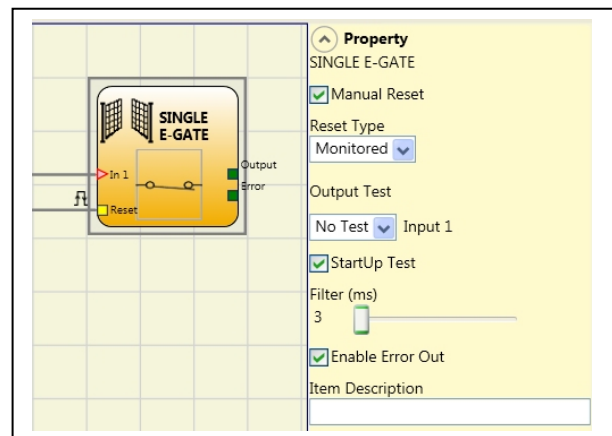 SINGLE
E-GATE
In 1
Reset
Output
Error
Property
SINGLE E-GATE
Manual Reset
Reset Type
Monitored
Output Test
No Test Input 1
StartUp Test
Filter (ms)
3
Enable Error Out
Item Description